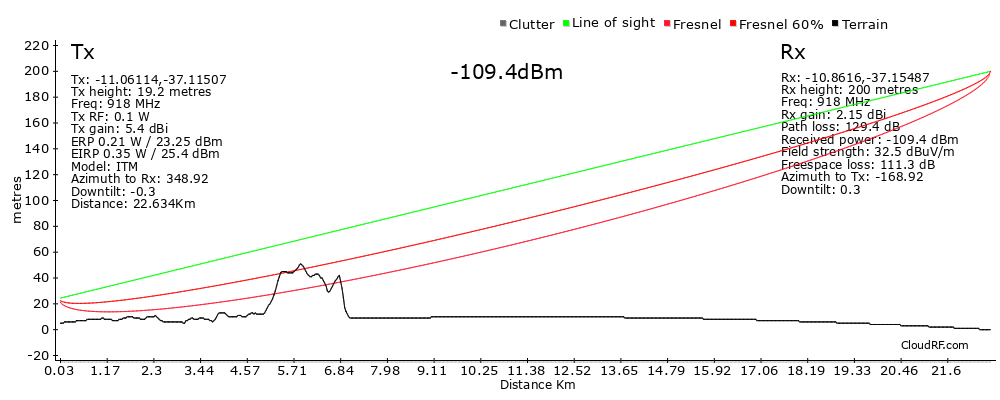 Clutter Line of sight Fresnel Fresnel 60% Terrain
Tx
Tx: -11.06114,-37.11507
Tx height: 19.2 metres
Freq: 918 MHz
Tx RF: 0.1 W
Tx gain: 5.4 dBi
ERP 0.21 W / 23.25 dBm
EIRP 0.35 W / 25.4 dBm
Model: ITM
Azimuth to Rx: 348.92
Downtilt: -0.3
Distance: 22.634Km
-109.4dBm
Rx
Rx: -10.8616,-37.15487
Rx height: 200 metres
Freq: 918 MHz
Rx gain: 2.15 dBi
Path loss: 129.4 dB
Received power: -109.4 dBm
Field strength: 32.5 dBuV/m
Freespace loss: 111.3 dB
Azimuth to Tx: -168.92
Downtilt: 0.3
metres
220
200
180
160
140
120
100
80
60
40
20
0
-20
CloudRF.com
0.03 1.17 2.3 3.44 4.57 5.71 6.84 7.98 9.11 10.25 11.38 12.52 13.65 14.79 15.92 17.06 18.19 19.33 20.46 21.6
Distance Km